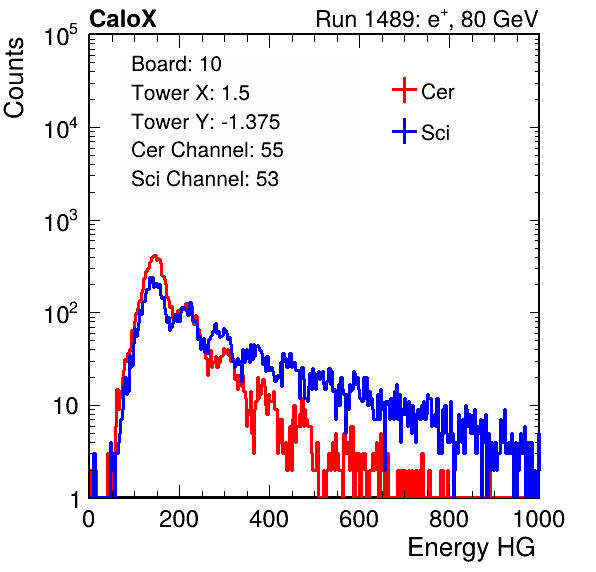 CaloX Run 1489: e⁺, 80 GeV
Counts
10⁵
10⁴
10³
10²
10
1
Board: 10
Tower X: 1.5
Tower Y: -1.375
Cer Channel: 55
Sci Channel: 53
Cer
Sci
0 200 400 600 800 1000
Energy HG